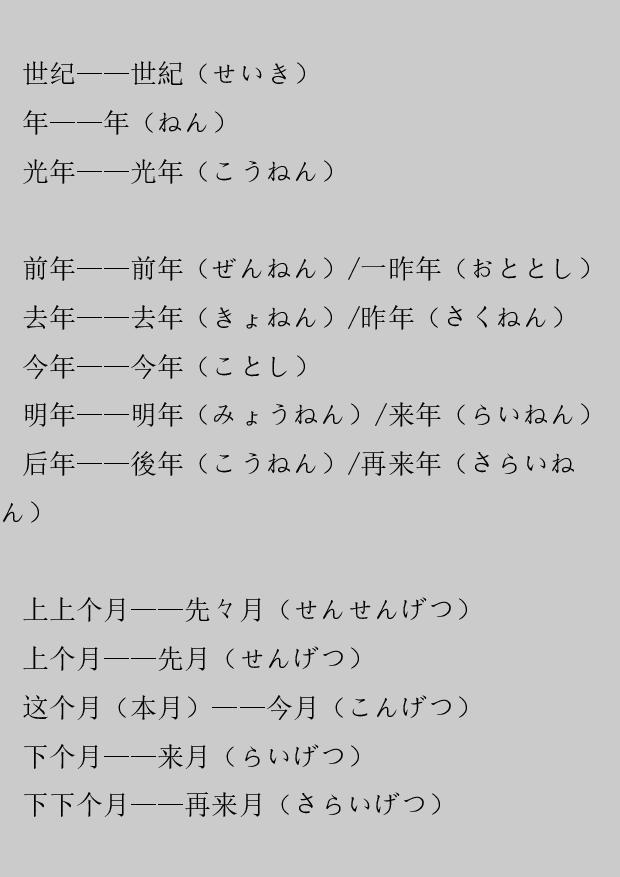 世纪——世紀（せいき）
年——年（ねん）
光年——光年（こうねん）
前年——前年（ぜんねん）/一昨年（おととし）
去年——去年（きょねん）/昨年（さくねん）
今年——今年（ことし）
明年——明年（みょうねん）/来年（らいねん）
后年——後年（こうねん）/再来年（さらいね
ん）
上上个月——先々月（せんせんげつ）
上个月——先月（せんげつ）
这个月（本月）——今月（こんげつ）
下个月——来月（らいげつ）
下下个月——再来月（さらいげつ）